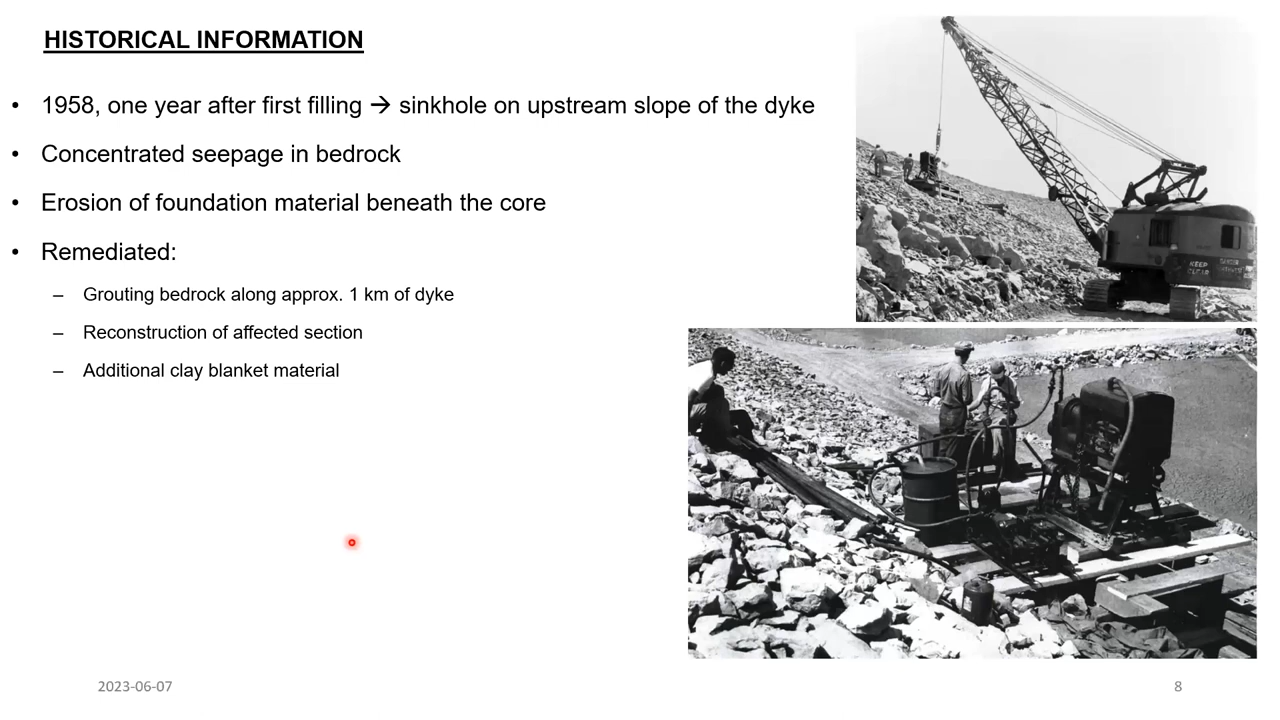 HISTORICAL INFORMATION
• 1958, one year after first filling → sinkhole on upstream slope of the dyke
• Concentrated seepage in bedrock
• Erosion of foundation material beneath the core
• Remediated:
– Grouting bedrock along approx. 1 km of dyke
– Reconstruction of affected section
– Additional clay blanket material
KEEP
CLEAR
2023-06-07
8